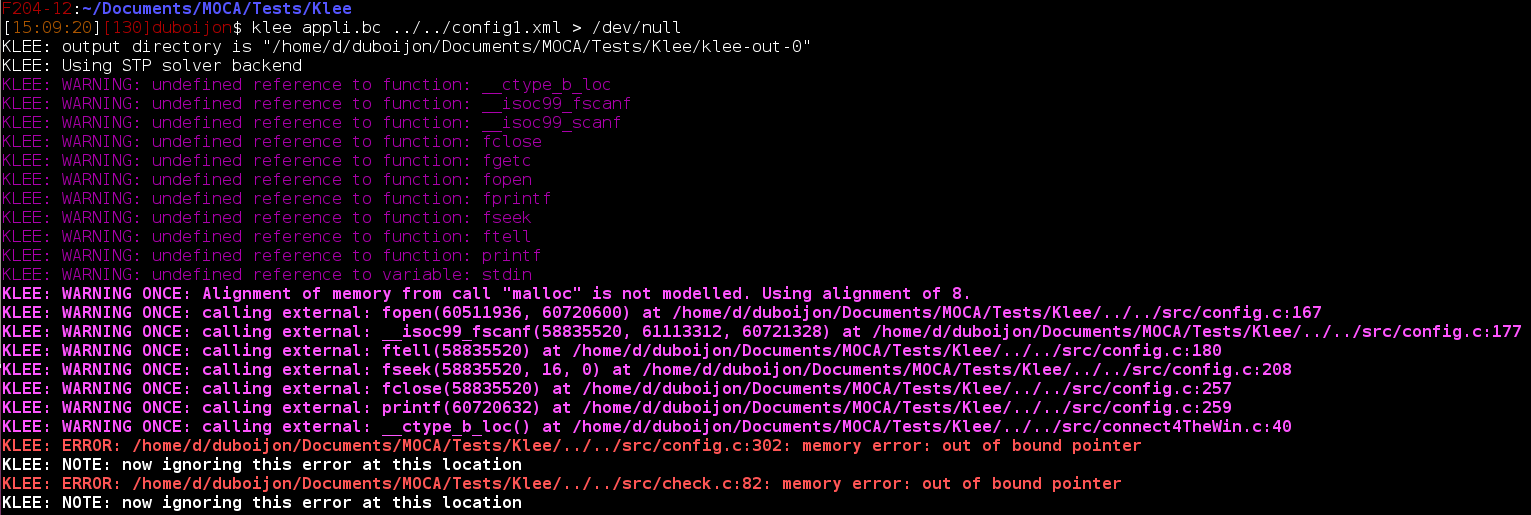 F204-12:~/Documents/MOCA/Tests/Klee
[15:09:20][130]duboijon$ klee appli.bc ../../config1.xml > /dev/null
KLEE: output directory is "/home/d/duboijon/Documents/MOCA/Tests/Klee/klee-out-0"
KLEE: Using STP solver backend
KLEE: WARNING: undefined reference to function: __ctype_b_loc
KLEE: WARNING: undefined reference to function: __isoc99_fscanf
KLEE: WARNING: undefined reference to function: __isoc99_scanf
KLEE: WARNING: undefined reference to function: fclose
KLEE: WARNING: undefined reference to function: fgetc
KLEE: WARNING: undefined reference to function: fopen
KLEE: WARNING: undefined reference to function: fprintf
KLEE: WARNING: undefined reference to function: fseek
KLEE: WARNING: undefined reference to function: ftell
KLEE: WARNING: undefined reference to function: printf
KLEE: WARNING: undefined reference to variable: stdin
KLEE: WARNING ONCE: Alignment of memory from call "malloc" is not modelled. Using alignment of 8.
KLEE: WARNING ONCE: calling external: fopen(60511936, 60720600) at /home/d/duboijon/Documents/MOCA/Tests/Klee/../../src/config.c:167
KLEE: WARNING ONCE: calling external: __isoc99_fscanf(58835520, 61113312, 60721328) at /home/d/duboijon/Documents/MOCA/Tests/Klee/../../src/config.c:177
KLEE: WARNING ONCE: calling external: ftell(58835520) at /home/d/duboijon/Documents/MOCA/Tests/Klee/../../src/config.c:180
KLEE: WARNING ONCE: calling external: fseek(58835520, 16, 0) at /home/d/duboijon/Documents/MOCA/Tests/Klee/../../src/config.c:208
KLEE: WARNING ONCE: calling external: fclose(58835520) at /home/d/duboijon/Documents/MOCA/Tests/Klee/../../src/config.c:257
KLEE: WARNING ONCE: calling external: printf(60720632) at /home/d/duboijon/Documents/MOCA/Tests/Klee/../../src/config.c:259
KLEE: WARNING ONCE: calling external: __ctype_b_loc() at /home/d/duboijon/Documents/MOCA/Tests/Klee/../../src/connect4TheWin.c:40
KLEE: ERROR: /home/d/duboijon/Documents/MOCA/Tests/Klee/../../src/config.c:302: memory error: out of bound pointer
KLEE: NOTE: now ignoring this error at this location
KLEE: ERROR: /home/d/duboijon/Documents/MOCA/Tests/Klee/../../src/check.c:82: memory error: out of bound pointer
KLEE: NOTE: now ignoring this error at this location